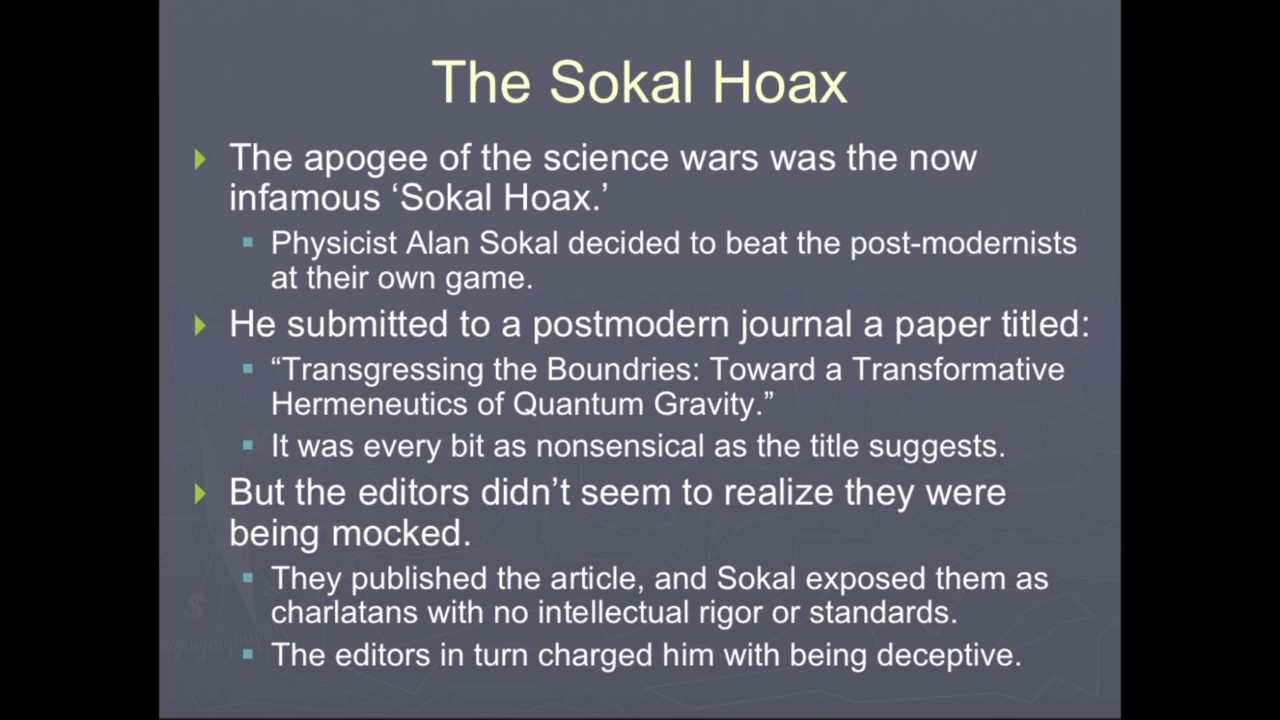 The Sokal Hoax
The apogee of the science wars was the now
infamous ‘Sokal Hoax.’
Physicist Alan Sokal decided to beat the post-modernists
at their own game.
He submitted to a postmodern journal a paper titled:
“Transgressing the Boundries: Toward a Transformative
Hermeneutics of Quantum Gravity.”
It was every bit as nonsensical as the title suggests.
But the editors didn’t seem to realize they were
being mocked.
They published the article, and Sokal exposed them as
charlatans with no intellectual rigor or standards.
The editors in turn charged him with being deceptive.